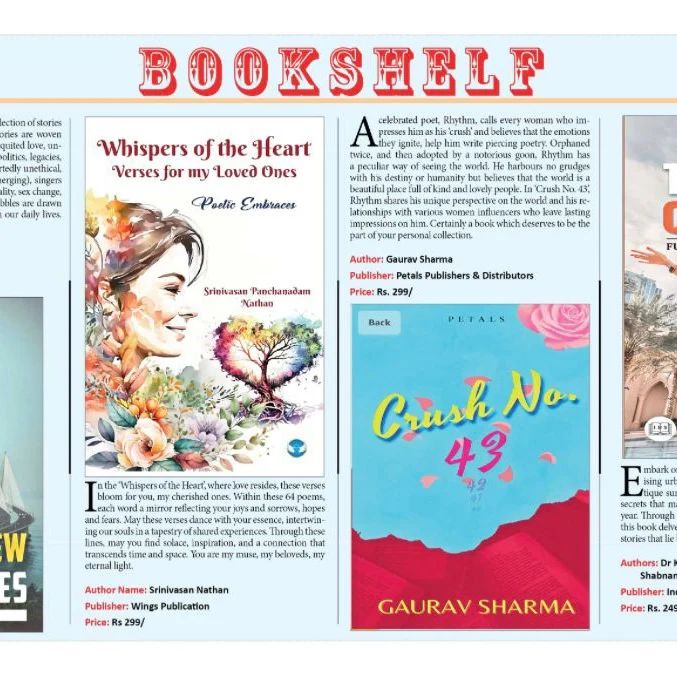 BOOKSHELF
lection of stories
ories are woven
quited love, un-
olitics, legacies,
rtedly unethical,
erging), singers
ality, sex change,
bbles are drawn
our daily lives.
EW
ES
Whispers of the Heart
Verses for my Loved Ones
Poetic Embraces
Srinivasan Panchanadam
Nathan
In the 'Whispers of the Heart', where love resides, these verses
bloom for you, my cherished ones. Within these 64 poems,
each word a mirror reflecting your joys and sorrows, hopes
and fears. May these verses dance with your essence, intertwin-
ing our souls in a tapestry of shared experiences. Through these
lines, may you find solace, inspiration, and a connection that
transcends time and space. You are my muse, my beloveds, my
eternal light.
Author Name: Srinivasan Nathan
Publisher: Wings Publication
Price: Rs 299/
A celebrated poet, Rhythm, calls every woman who im-
presses him as his 'crush' and believes that the emotions
they ignite, help him write piercing poetry. Orphaned
twice, and then adopted by a notorious goon, Rhythm has
a peculiar way of seeing the world. He harbours no grudges
with his destiny or humanity but believes that the world is a
beautiful place full of kind and lovely people. In 'Crush No. 43',
Rhythm shares his unique perspective on the world and his re-
lationships with various women influencers who leave lasting
impressions on him. Certainly a book which deserves to be the
part of your personal collection.
Author: Gaurav Sharma
Publisher: Petals Publishers & Distributors
Price: Rs. 299/
Back
PETALS
Crush No.
43
42
41
GAURAV SHARMA
T
FU
Embark o
ising urb
tique sur
secrets that ma
year. Through
this book delve
stories that lie
Authors: Dr K
Shabnan
Publisher: Ind
Price: Rs. 249